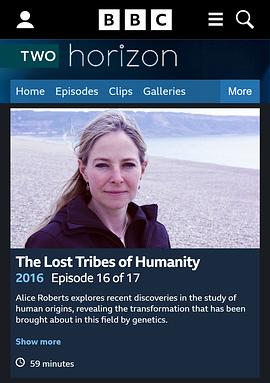 BBC
TWO horizon
Home Episodes Clips Galleries More
The Lost Tribes of Humanity
2016 Episode 16 of 17
Alice Roberts explores recent discoveries in the study of
human origins, revealing the transformation that has been
brought about in this field by genetics.
Show more
59 minutes